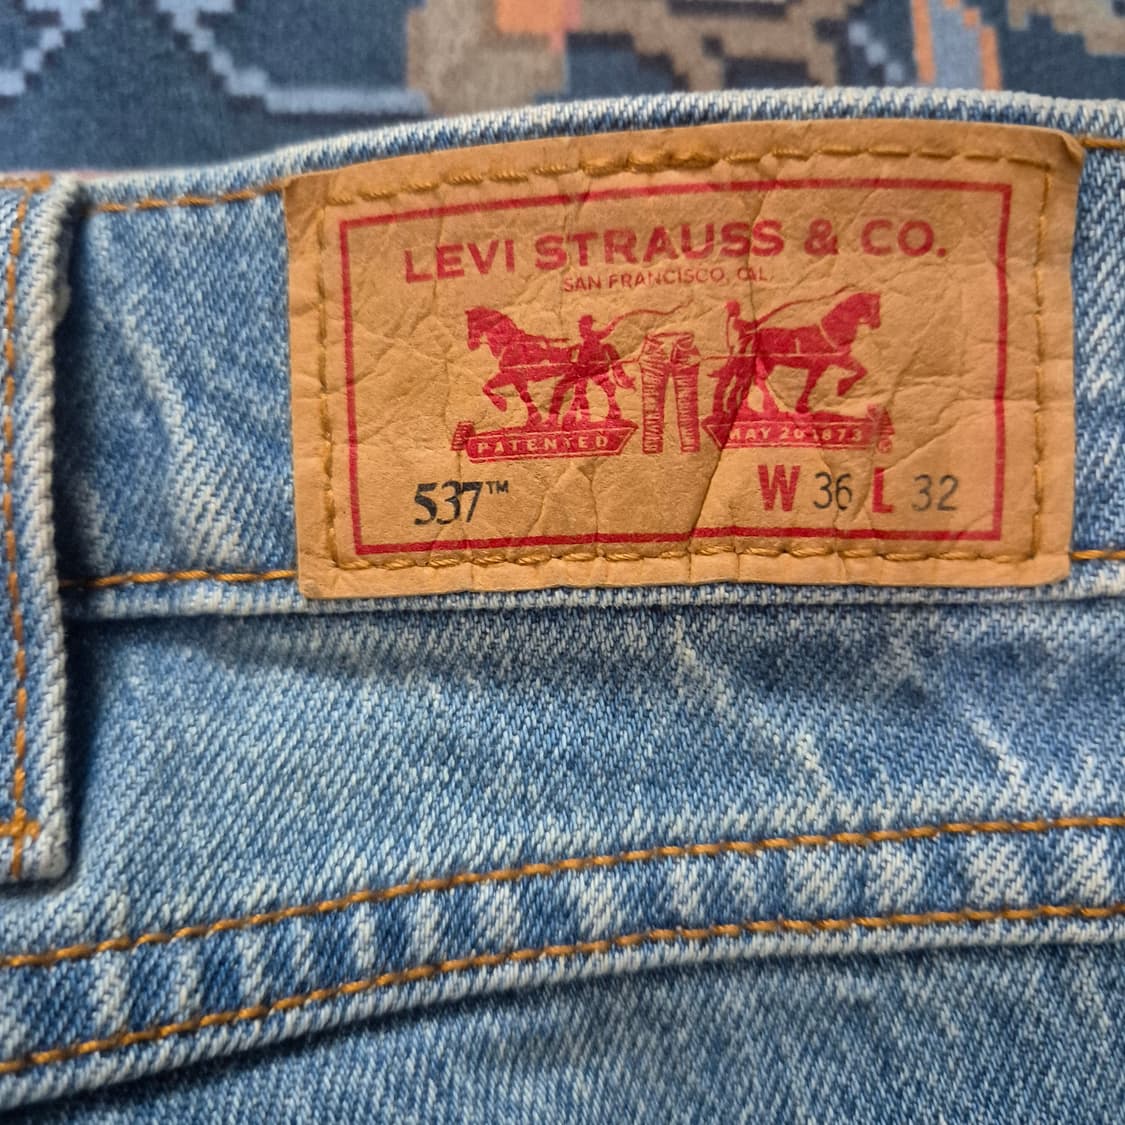 LEVI STRAUSS & CO.
SAN FRANCISCO, CAL.
PATENTED MAY 20 1873
537™ W 36 L 32